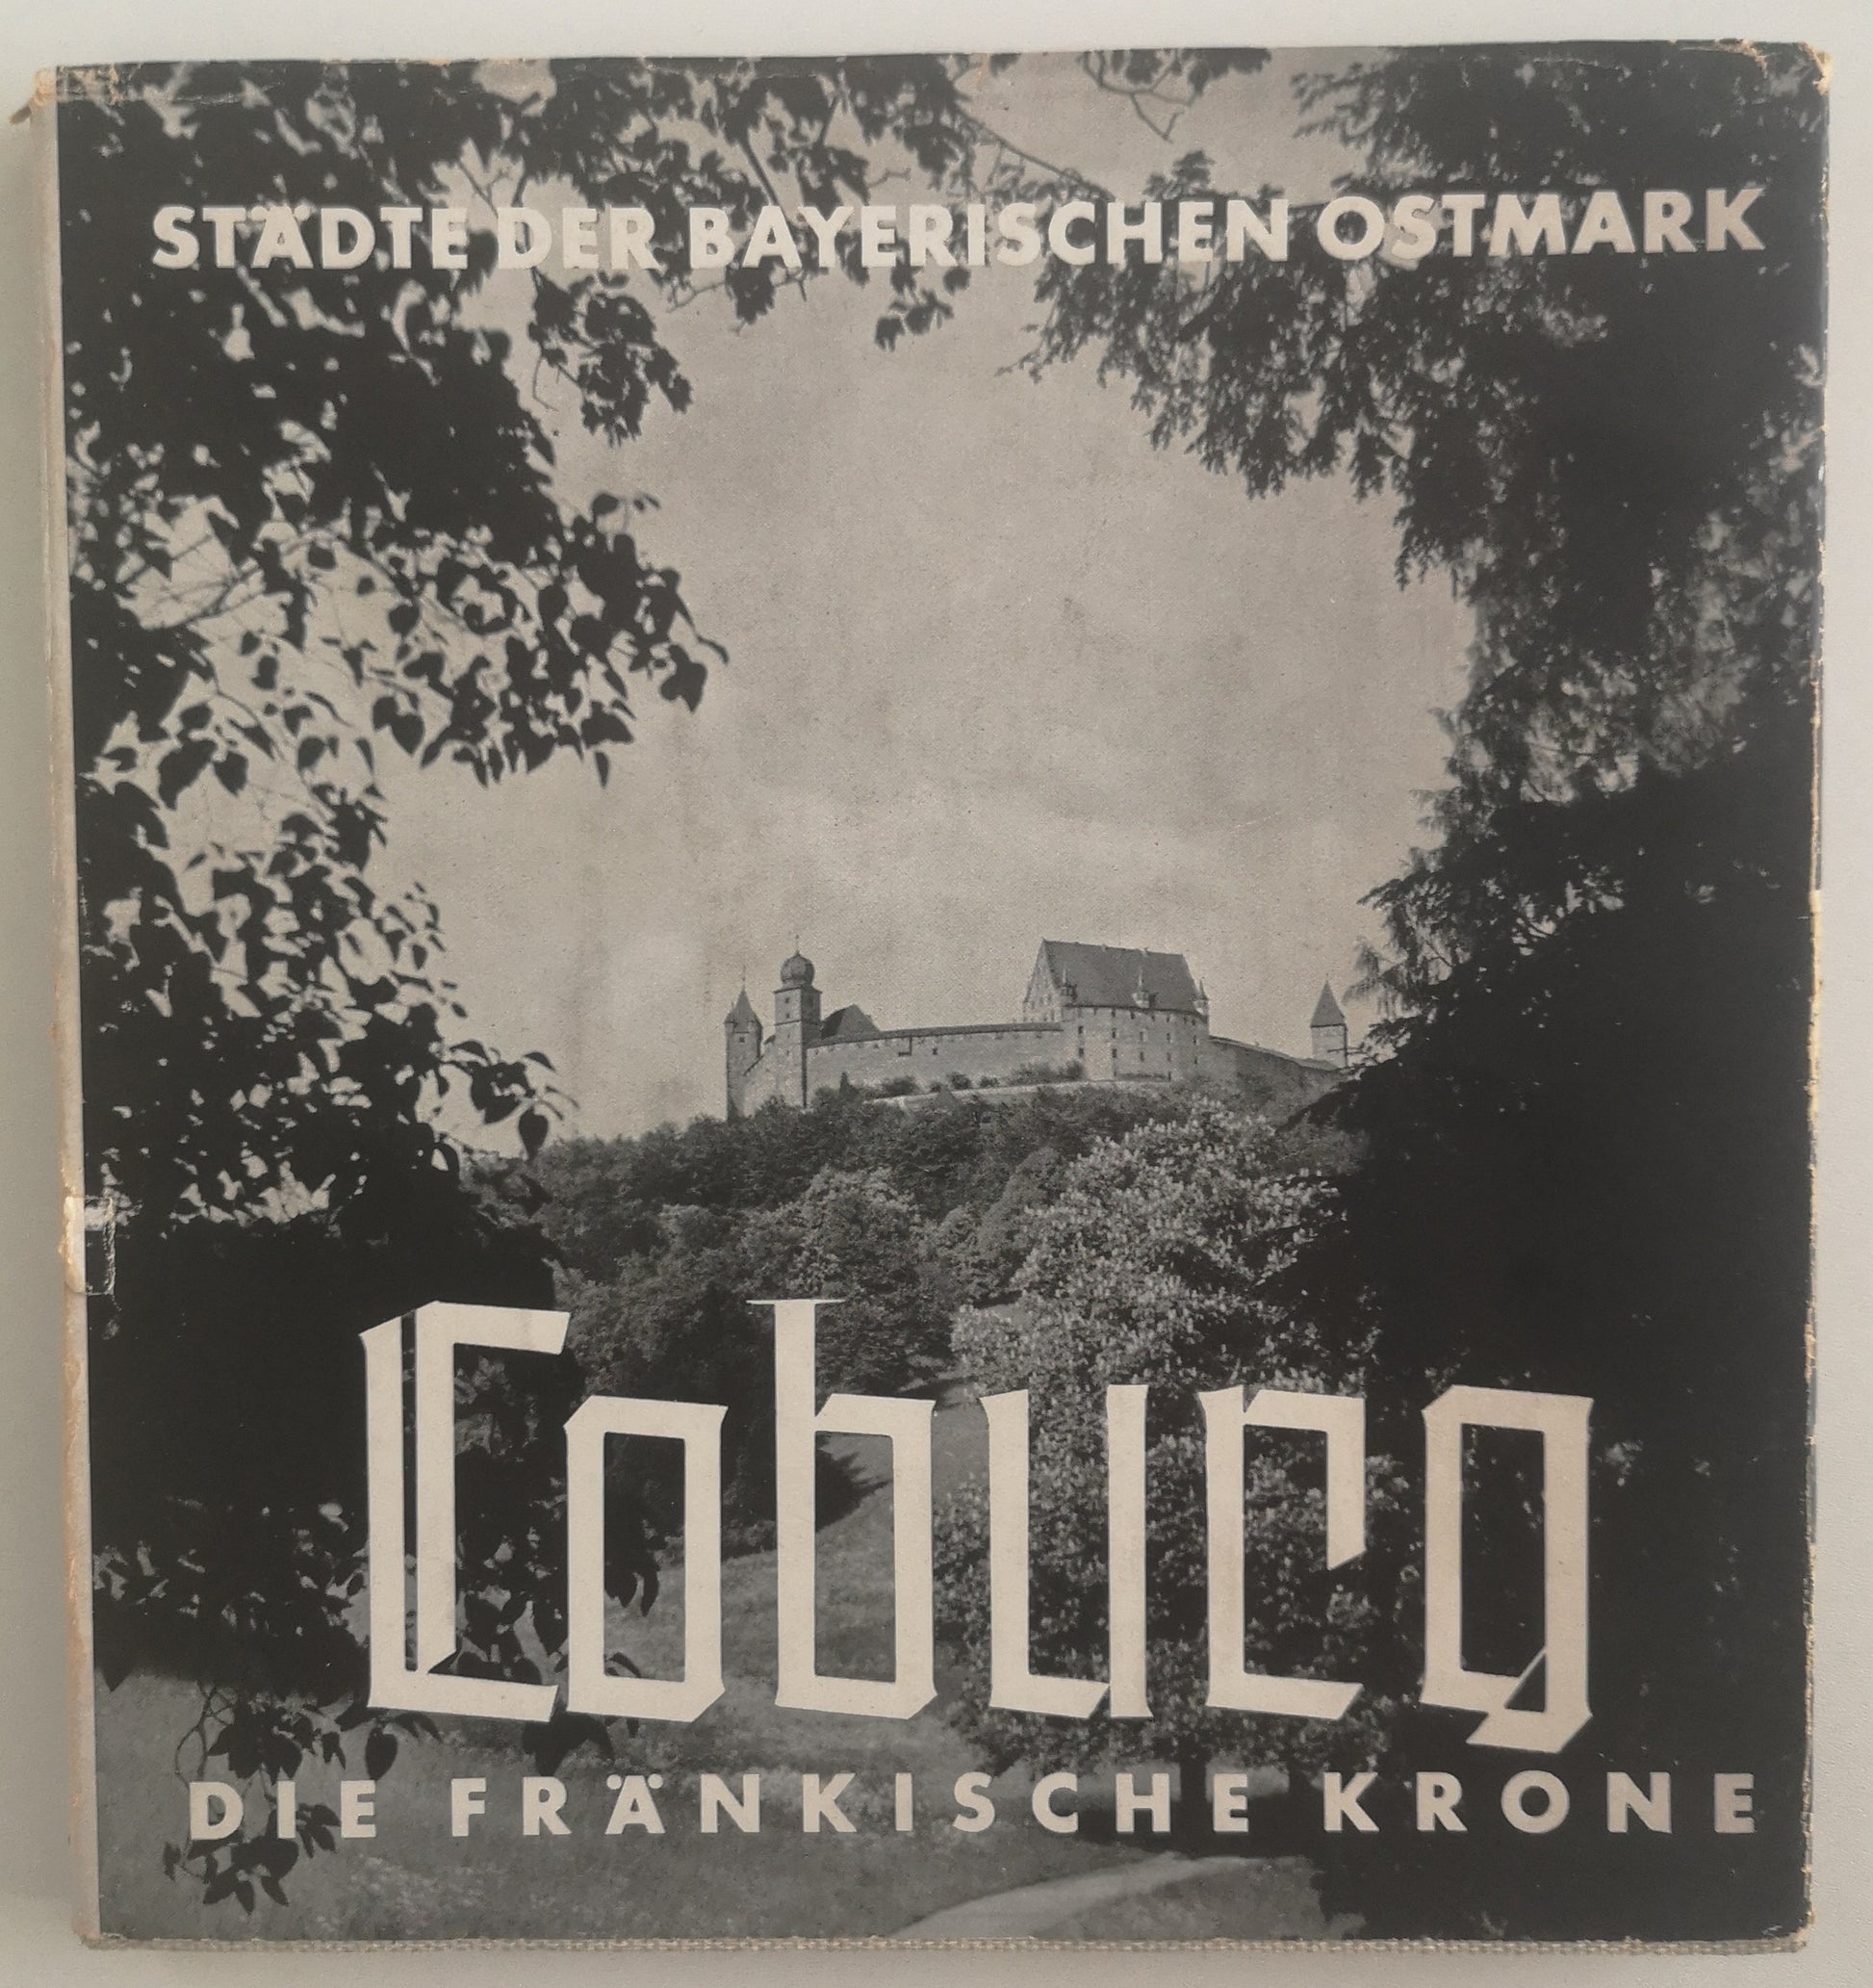 STÄDTE DER BAYERISCHEN OSTMARK
Coburg
DIE FRÄNKISCHE KRONE